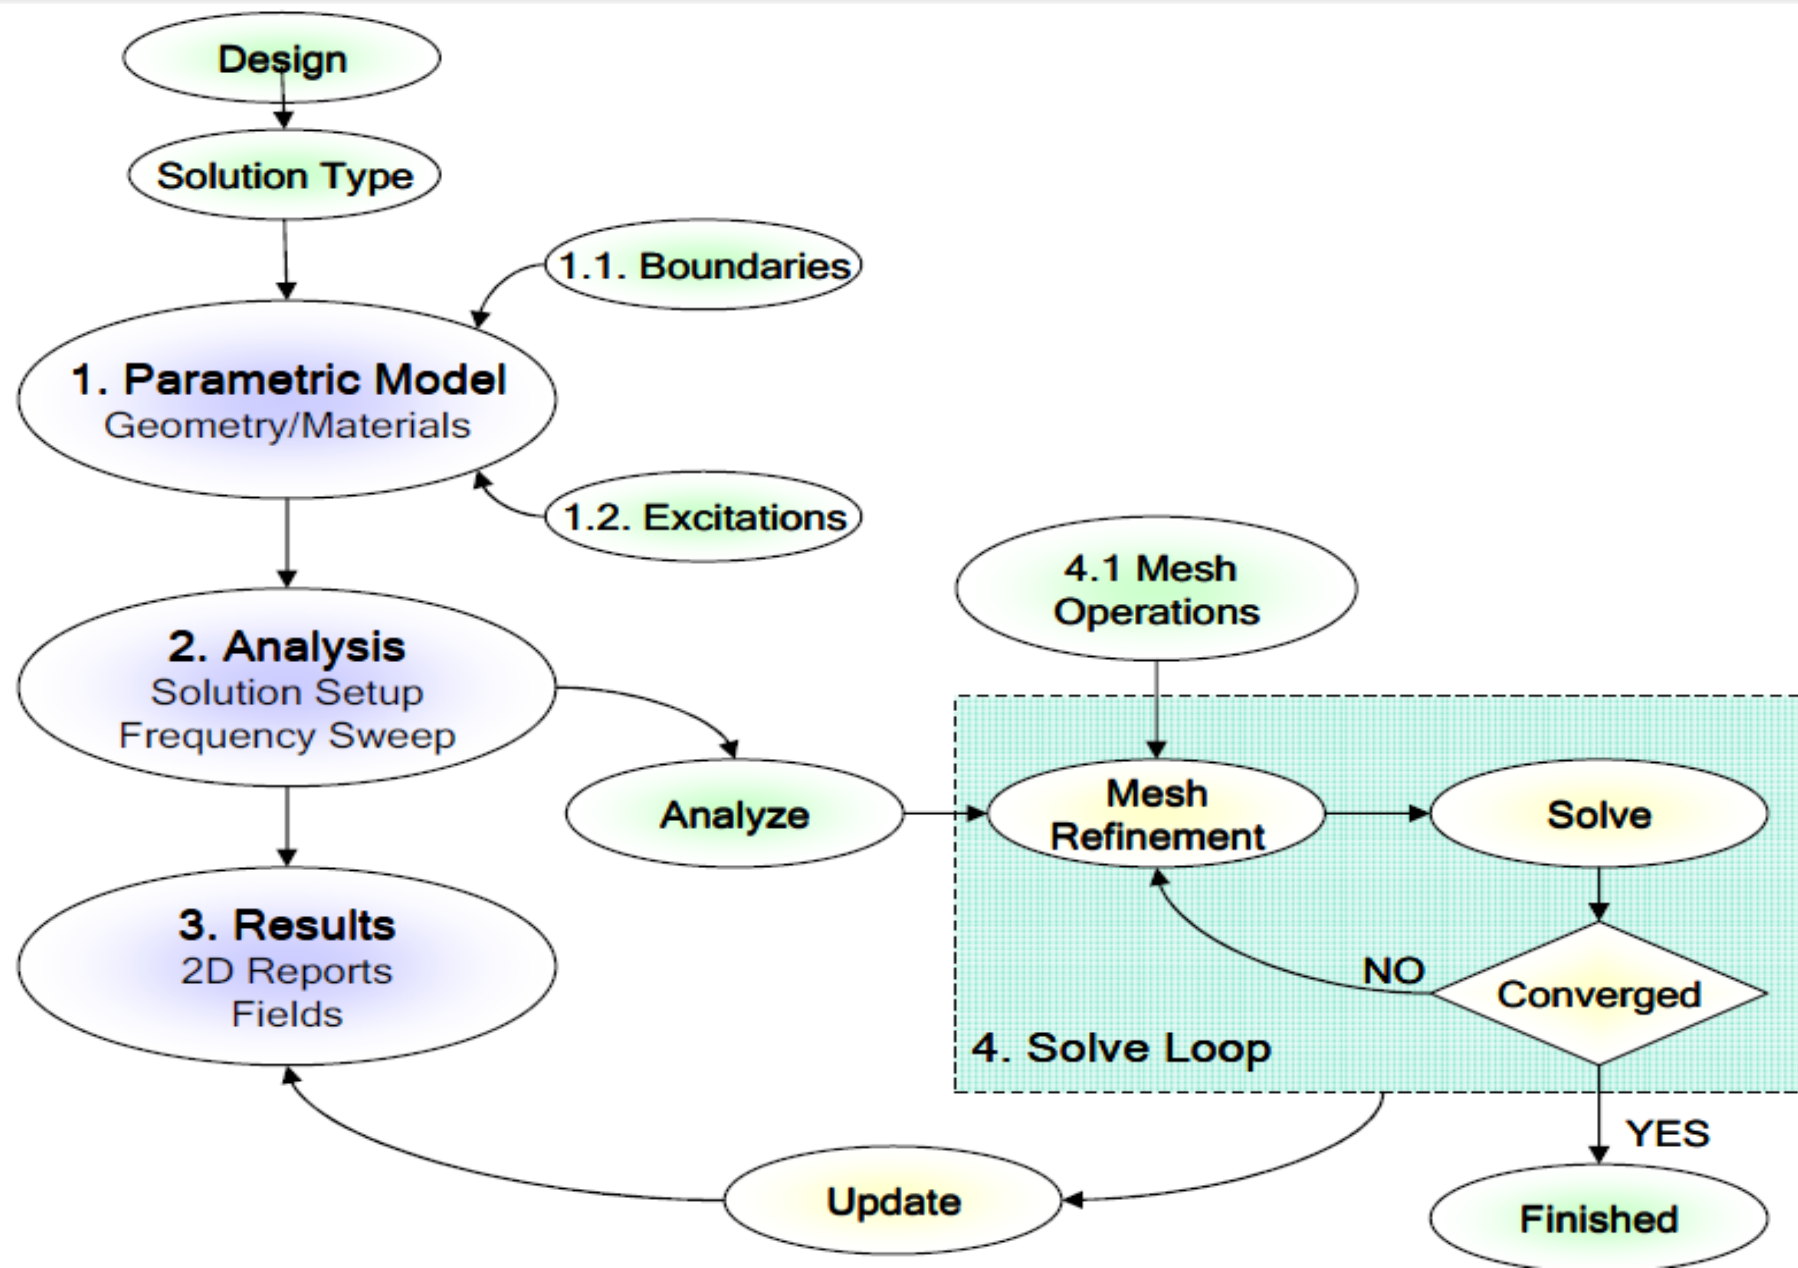 Design
Solution Type
1.1. Boundaries
1. Parametric Model
Geometry/Materials
1.2. Excitations
4.1 Mesh
Operations
2. Analysis
Solution Setup
Frequency Sweep
Analyze
Mesh
Refinement
Solve
3. Results
2D Reports
Fields
NO
Converged
4. Solve Loop
YES
Update
Finished